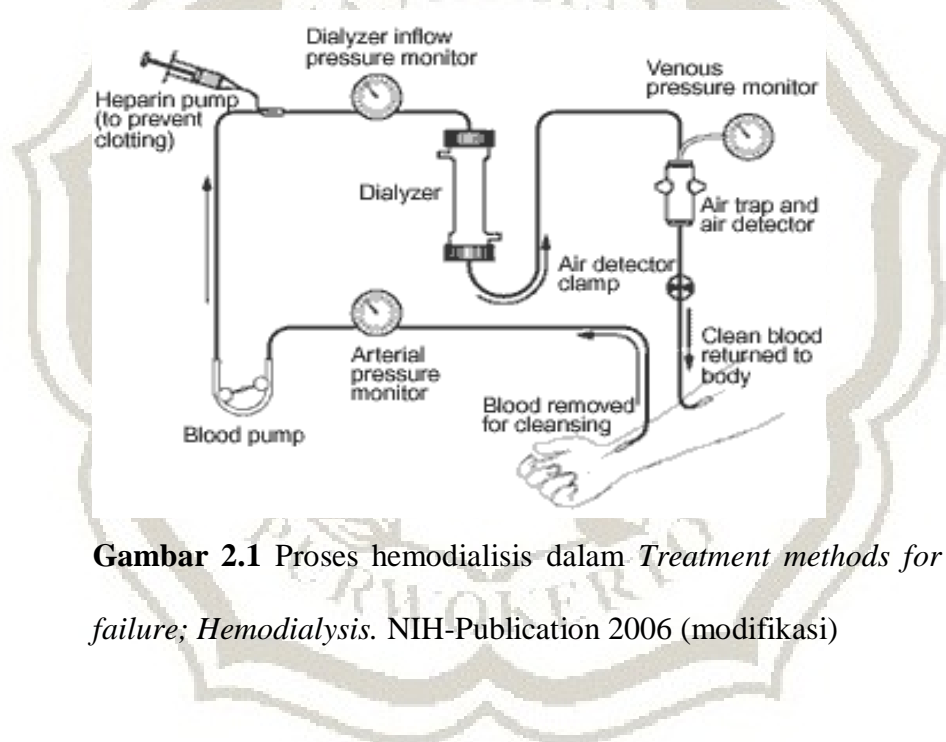 Dialyzer inflow
pressure monitor
Venous
pressure monitor
Heparin pump
(to prevent
clotting)
Dialyzer
Air trap and
air detector
Air detector
clamp
Clean blood
returned to
body
Arterial
pressure
monitor
Blood removed
for cleansing
Blood pump
Gambar 2.1 Proses hemodialisis dalam Treatment methods for
failure; Hemodialysis. NIH-Publication 2006 (modifikasi)
PURWOKERTO